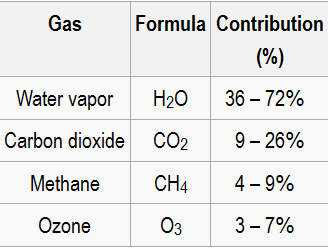 Gas Formula Contribution
(%)
Water vapor H₂O 36 – 72%
Carbon dioxide CO₂ 9 – 26%
Methane CH₄ 4 – 9%
Ozone O₃ 3 – 7%